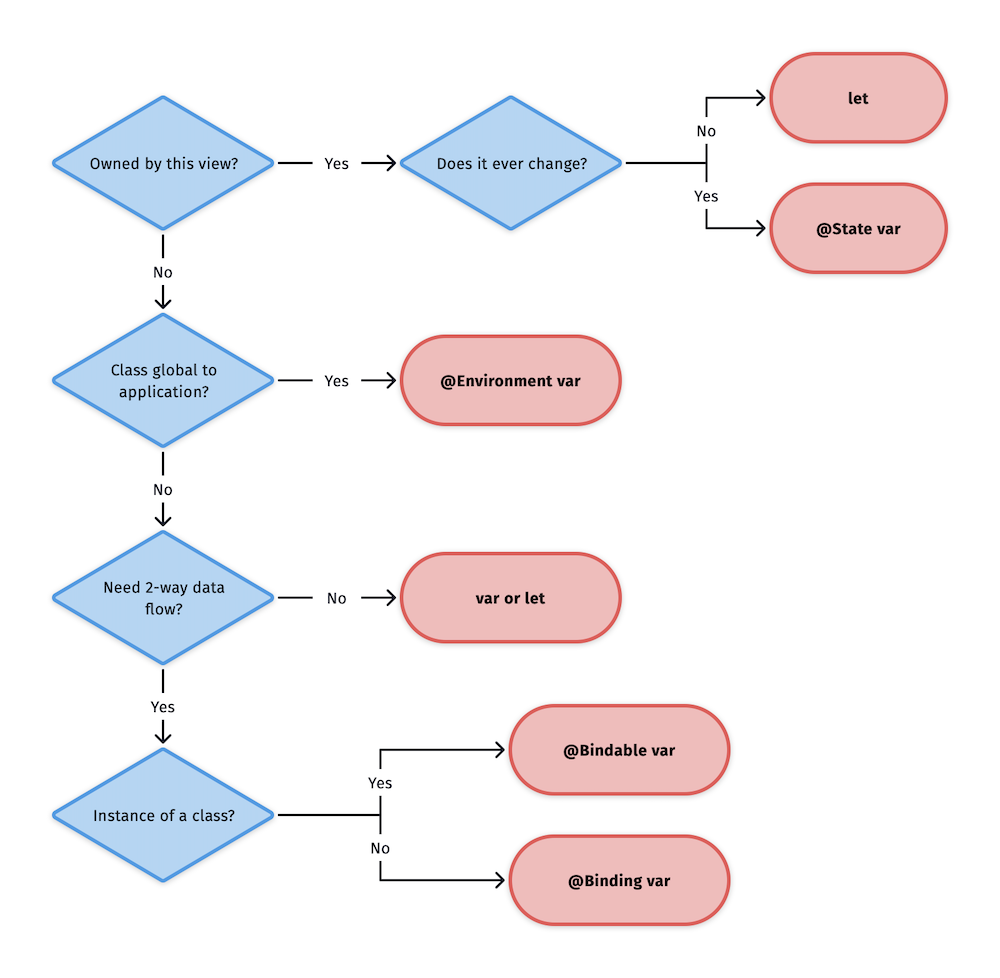 Owned by this view?
Yes
Does it ever change?
No
let
Yes
@State var
No
Class global to
application?
Yes
@Environment var
No
Need 2-way data
flow?
No
var or let
Yes
Instance of a class?
Yes
@Bindable var
No
@Binding var